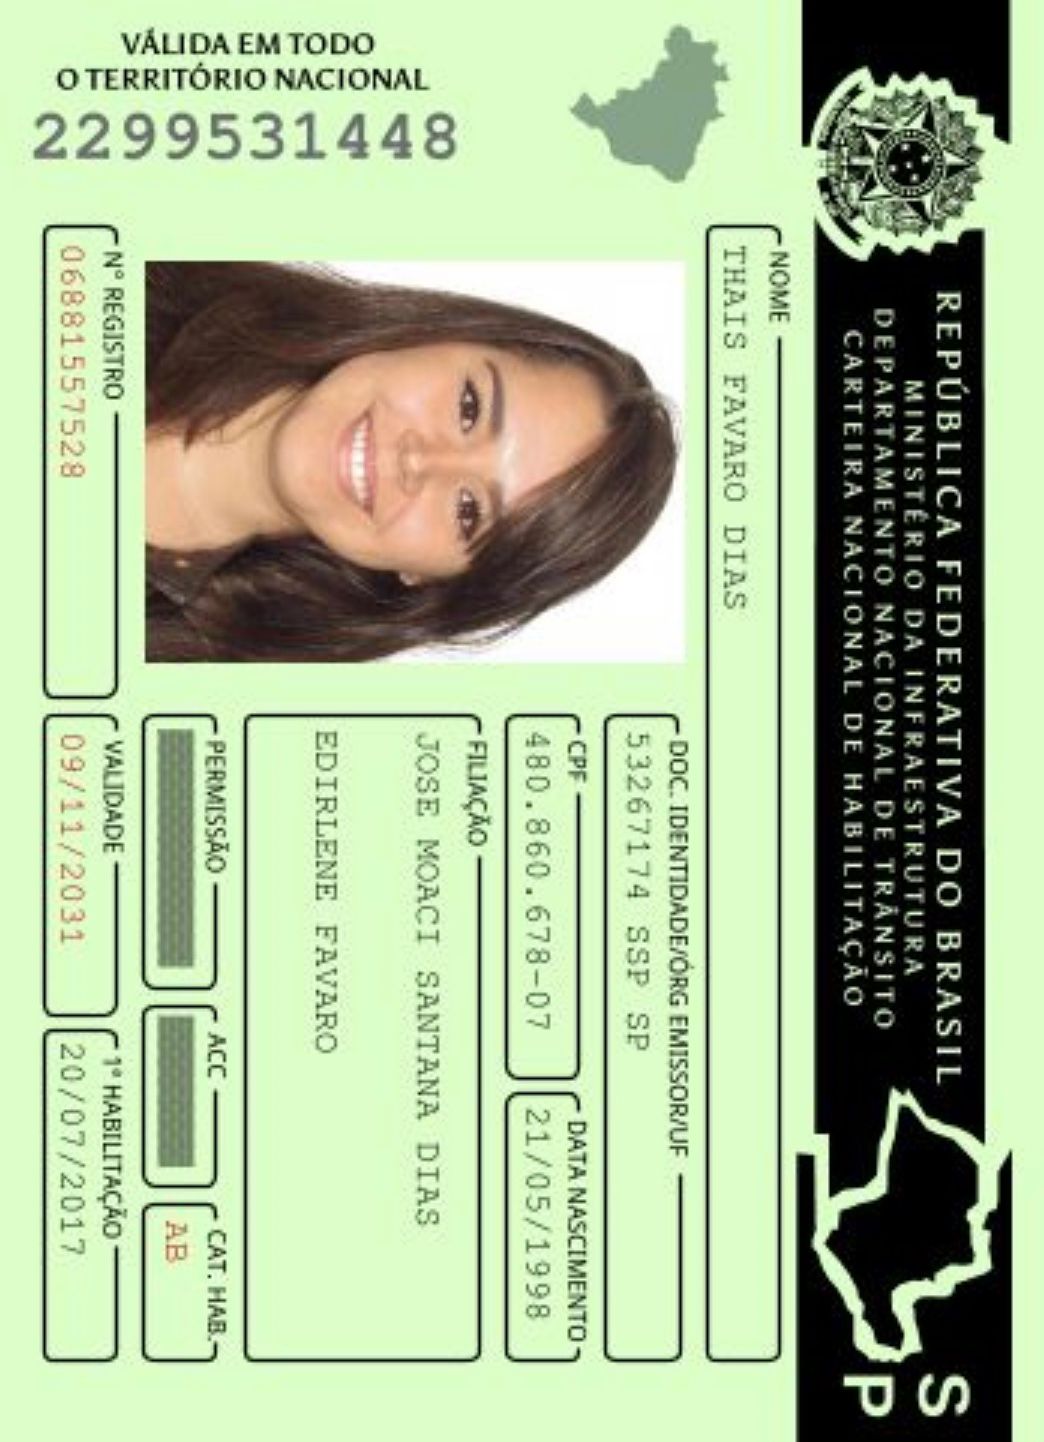 REPÚBLICA FEDERATIVA DO BRASIL
MINISTÉRIO DA INFRAESTRUTURA
DEPARTAMENTO NACIONAL DE TRÂNSITO
CARTEIRA NACIONAL DE HABILITAÇÃO
SP
NOME
THAIS FAVARO DIAS
DOC. IDENTIDADE/ÓRG EMISSOR/UF
53267174 SSP SP
CPF
480.860.678-07
DATA NASCIMENTO
21/05/1998
FILIAÇÃO
JOSE MOACI SANTANA DIAS
EDIRLENE FAVARO
PERMISSÃO
ACC
CAT. HAB.
AB
Nº REGISTRO
06881557528
VALIDADE
09/11/2031
1ª HABILITAÇÃO
20/07/2017
VÁLIDA EM TODO
O TERRITÓRIO NACIONAL
2299531448